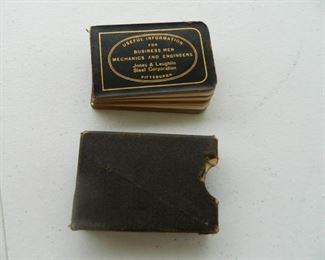 USEFUL INFORMATION
FOR
BUSINESS MEN
MECHANICS AND ENGINEERS
Jones & Laughlin
Steel Corporation
PITTSBURGH